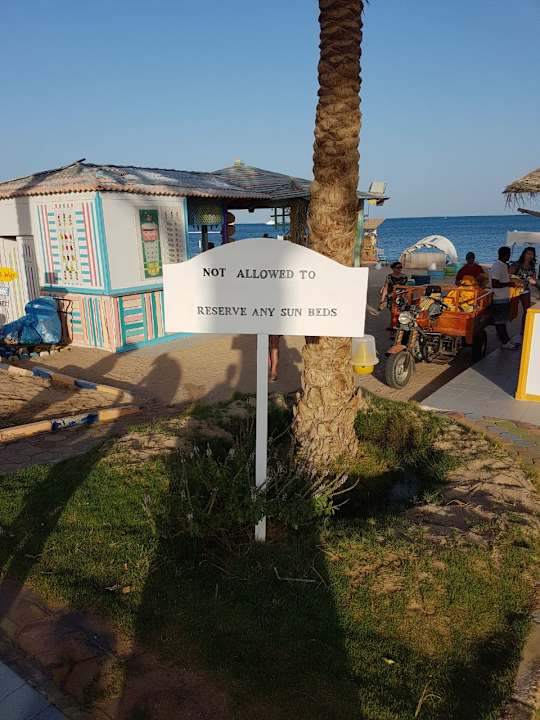 NOT ALLOWED TO
RESERVE ANY SUN BEDS